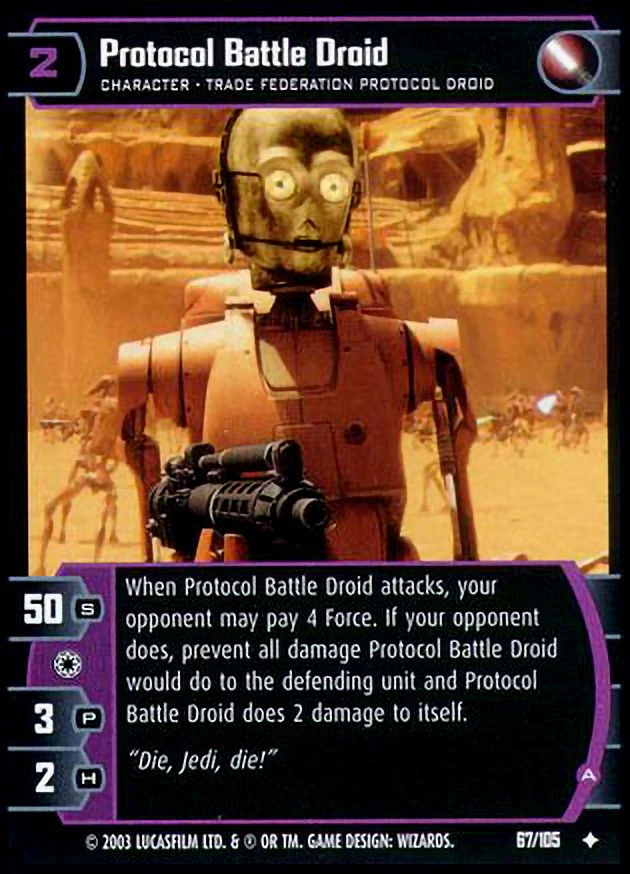 2
Protocol Battle Droid
CHARACTER · TRADE FEDERATION PROTOCOL DROID
50 S
3 P
2 H
When Protocol Battle Droid attacks, your
opponent may pay 4 Force. If your opponent
does, prevent all damage Protocol Battle Droid
would do to the defending unit and Protocol
Battle Droid does 2 damage to itself.
“Die, Jedi, die!”
A
© 2003 LUCASFILM LTD. & ® OR TM. GAME DESIGN: WIZARDS.
67/105